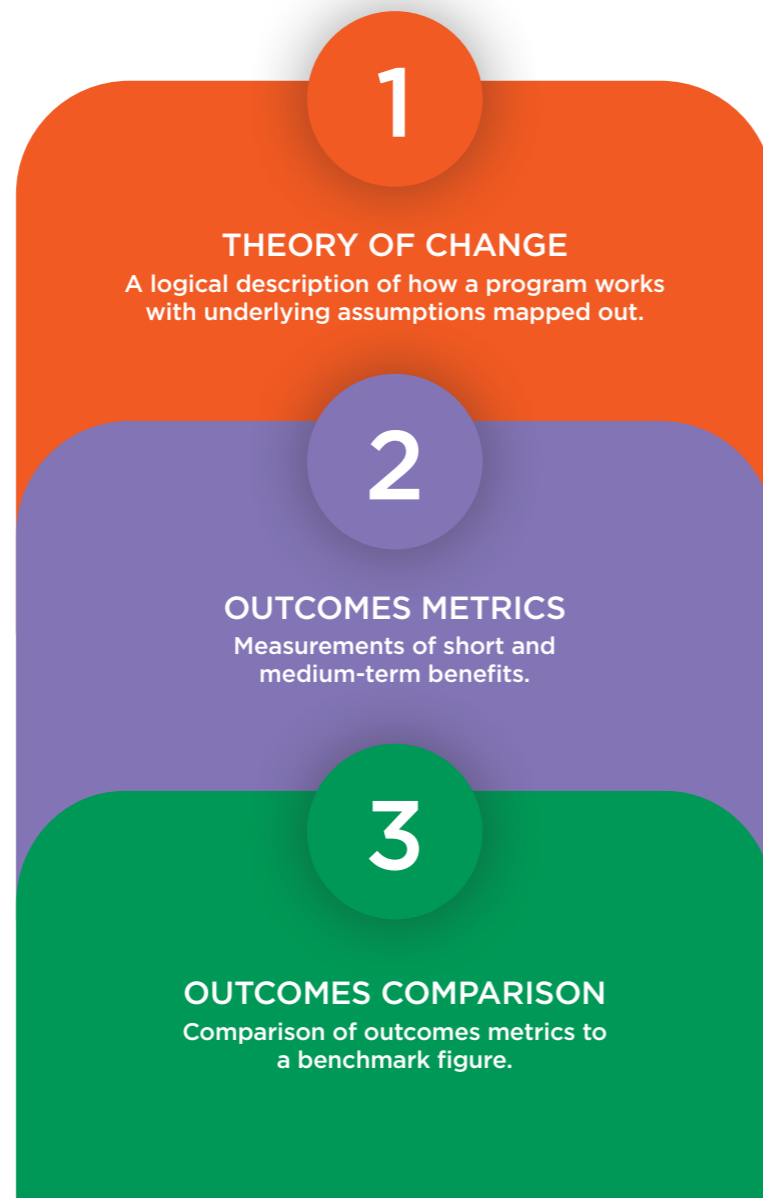 1
THEORY OF CHANGE
A logical description of how a program works
with underlying assumptions mapped out.
2
OUTCOMES METRICS
Measurements of short and
medium-term benefits.
3
OUTCOMES COMPARISON
Comparison of outcomes metrics to
a benchmark figure.